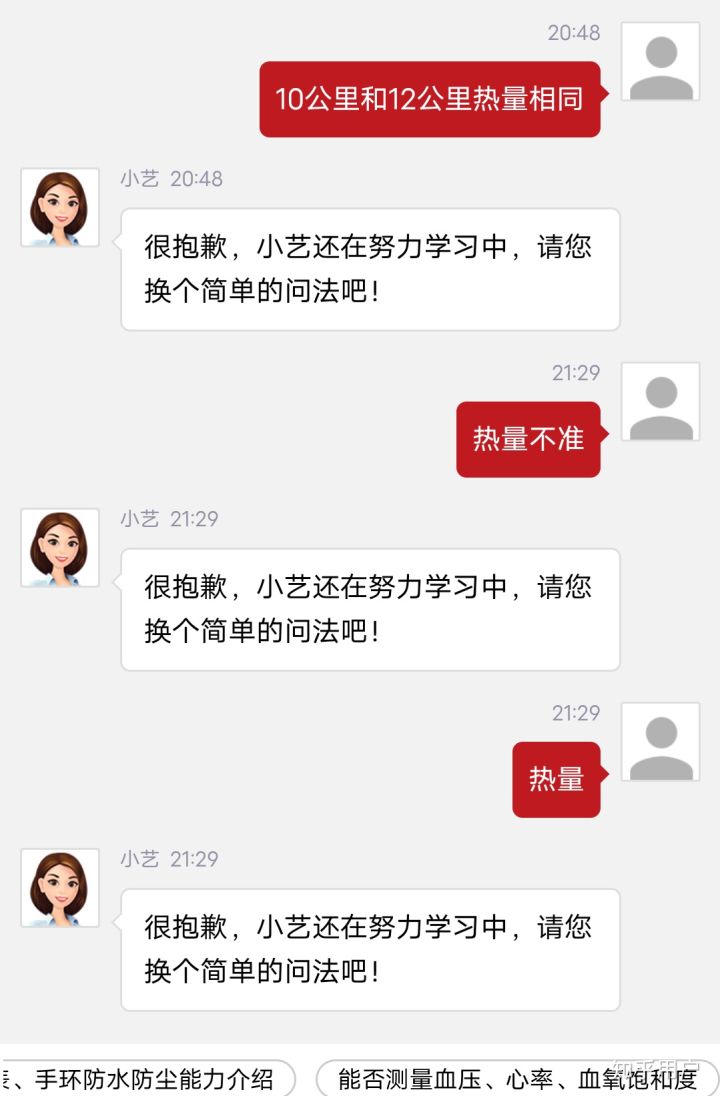 20:48
10公里和12公里热量相同
小艺 20:48
很抱歉，小艺还在努力学习中，请您
换个简单的问法吧！
21:29
热量不准
小艺 21:29
很抱歉，小艺还在努力学习中，请您
换个简单的问法吧！
21:29
热量
小艺 21:29
很抱歉，小艺还在努力学习中，请您
换个简单的问法吧！
、手环防水防尘能力介绍
能否测量血压、心率、血氧饱和度
知乎用户